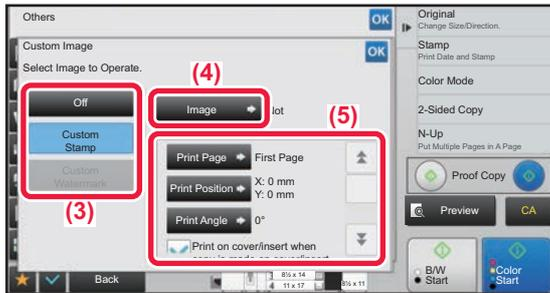 Others
OK
Custom Image
OK
Select Image to Operate.
(4)
Off
Image
(5)
Custom
Stamp
Print Page
First Page
Custom
Watermark
Print Position
X: 0 mm
Y: 0 mm
(3)
Print Angle
0°
Print on cover/insert when
Back
3 8½ x 14
4 11 x 17
8½ x 11
Original
Change Size/Direction.
Stamp
Print Date and Stamp
Color Mode
2-Sided Copy
N-Up
Put Multiple Pages in A Page
Proof Copy
Preview
CA
B/W
Start
Color
Start